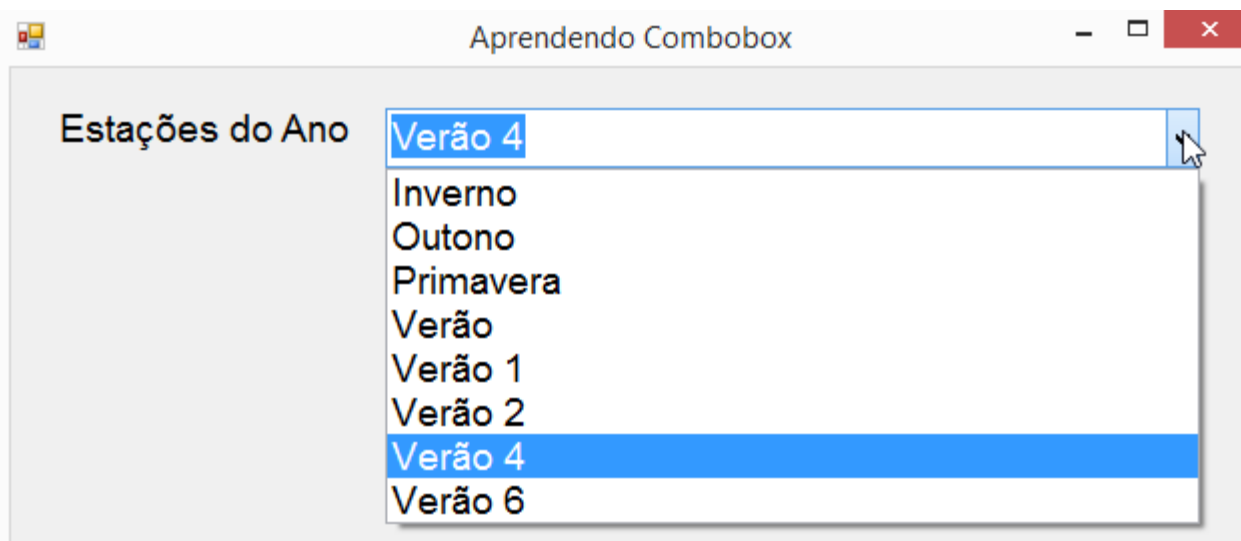 Aprendendo Combobox
Estações do Ano
Verão 4
Inverno
Outono
Primavera
Verão
Verão 1
Verão 2
Verão 4
Verão 6